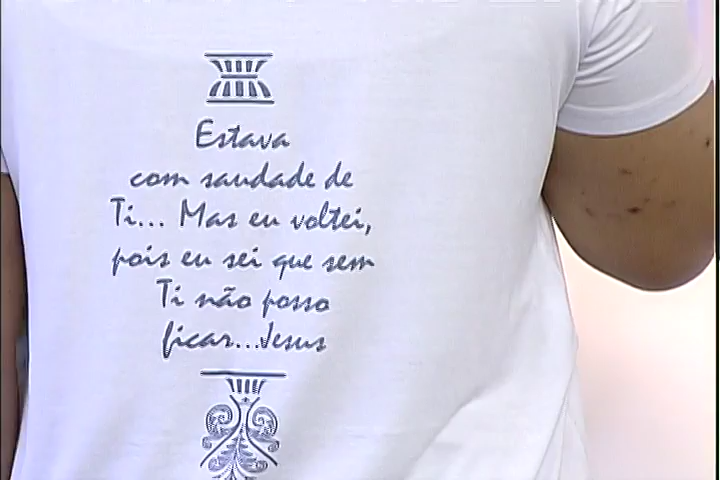 Estava
com saudade de
Ti... Mas eu voltei,
pois eu sei que sem
Ti não posso
ficar...Jesus